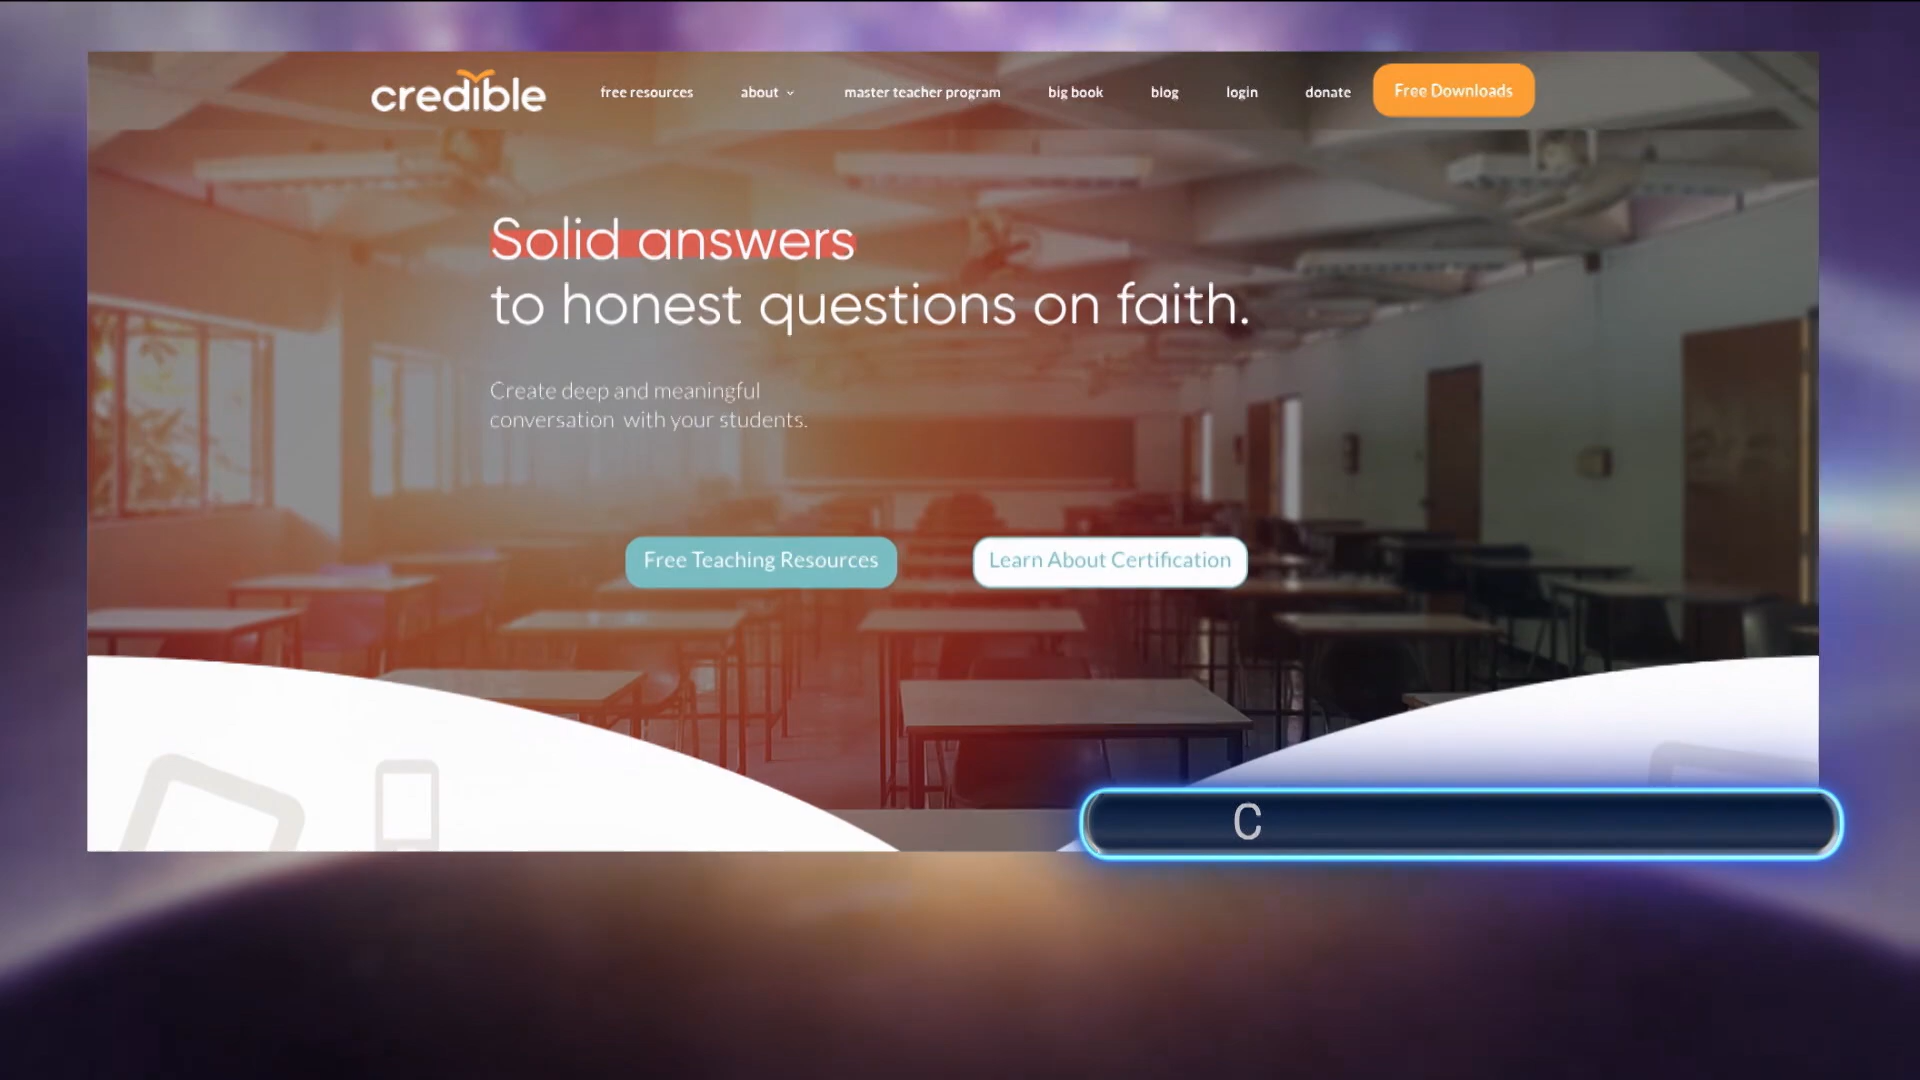 credible
free resources
about
master teacher program
big book
blog
login
donate
Free Downloads
Solid answers
to honest questions on faith.
Create deep and meaningful
conversation with your students.
Free Teaching Resources
Learn About Certification
C